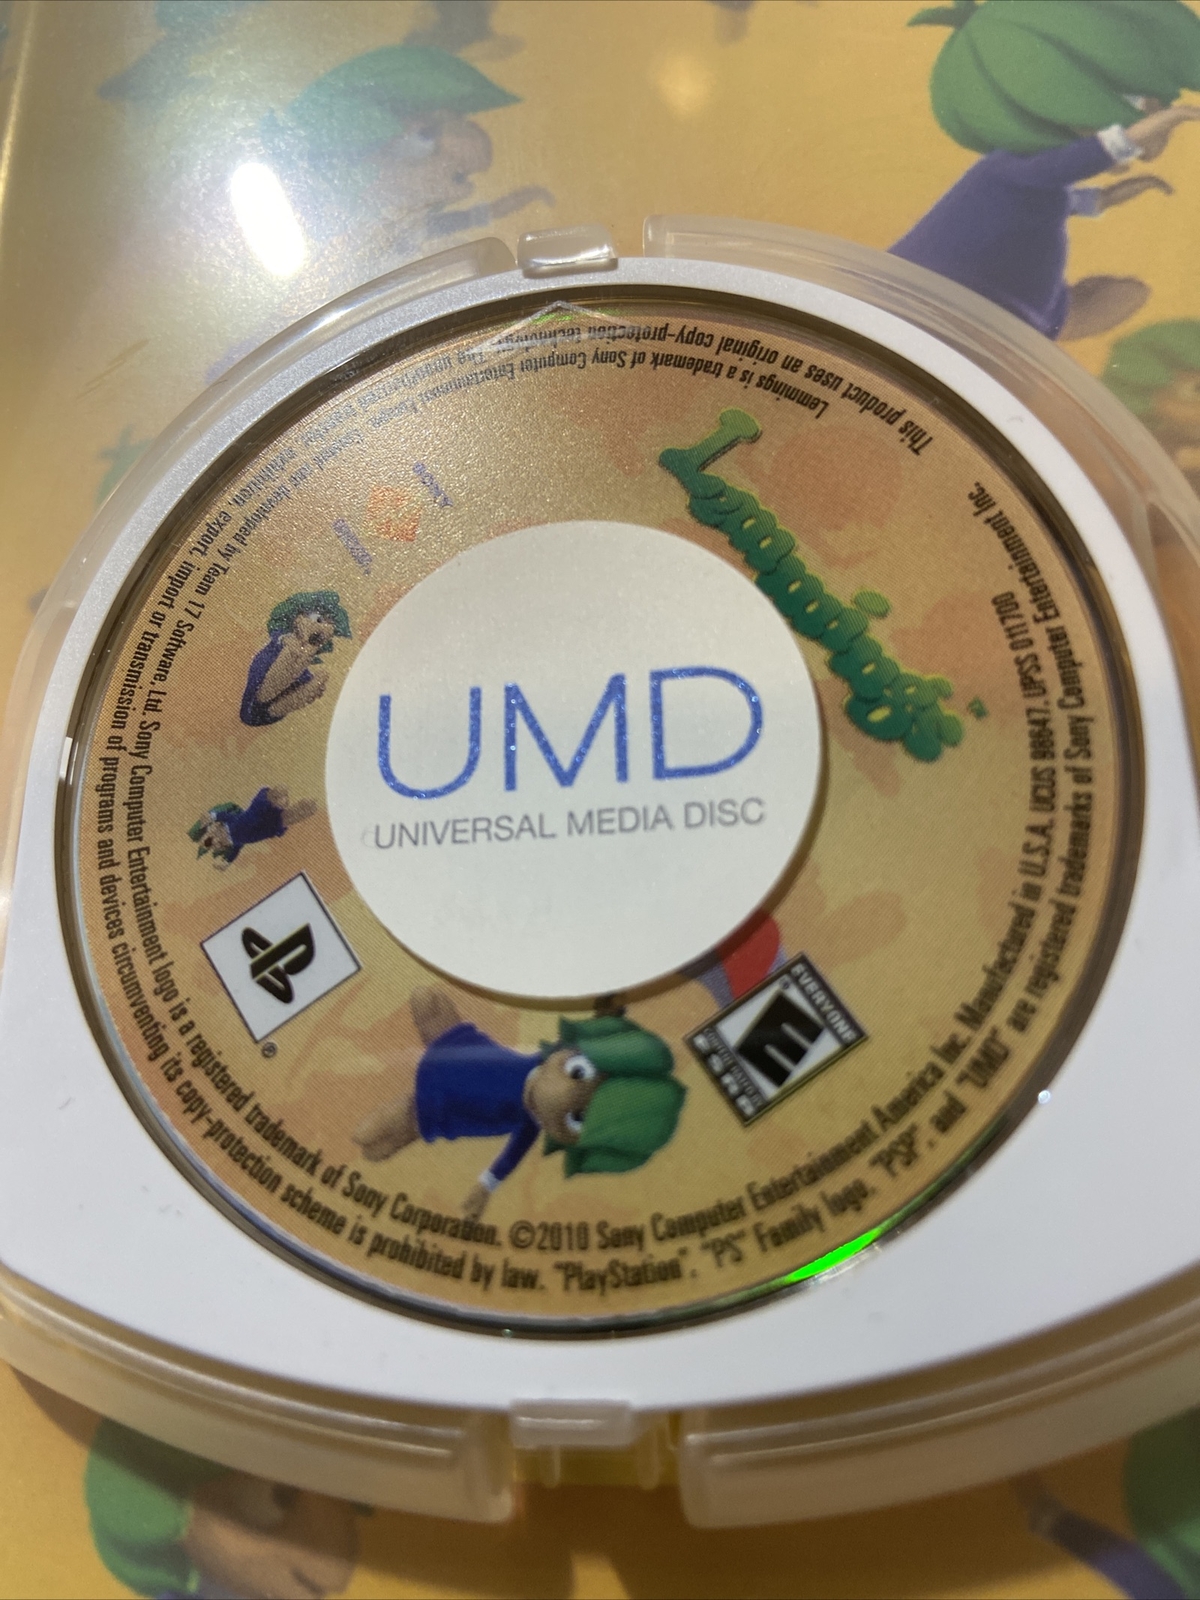 UMD
UNIVERSAL MEDIA DISC
Lemmings™
EVERYONE
E
CONTENT RATED BY
ESRB
Lemmings is a trademark of Sony Computer Entertainment
This product uses an original copy-protection
developed by Team 17 Software, Ltd. Sony Computer Entertainment logo is a registered trademark of Sony Corporation. ©2010 Sony Computer Entertainment America Inc. Manufactured in U.S.A. UCUS 98647. UPSS 011700
export, import or transmission of programs and devices circumventing its copy-protection scheme is prohibited by law. "PlayStation", "PS" Family logo, "PSP", and "UMD" are registered trademarks of Sony Computer Entertainment Inc.